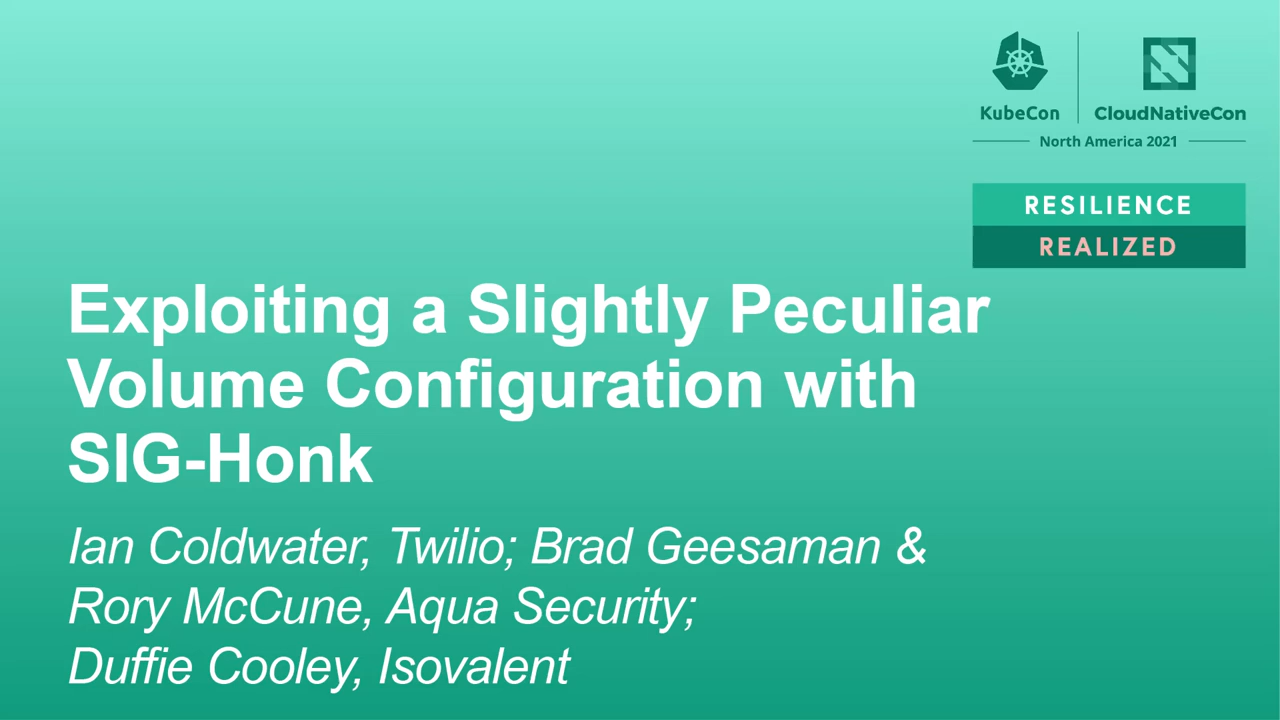 KubeCon
CloudNativeCon
North America 2021
RESILIENCE
REALIZED
Exploiting a Slightly Peculiar
Volume Configuration with
SIG-Honk
Ian Coldwater, Twilio; Brad Geesaman &
Rory McCune, Aqua Security;
Duffie Cooley, Isovalent